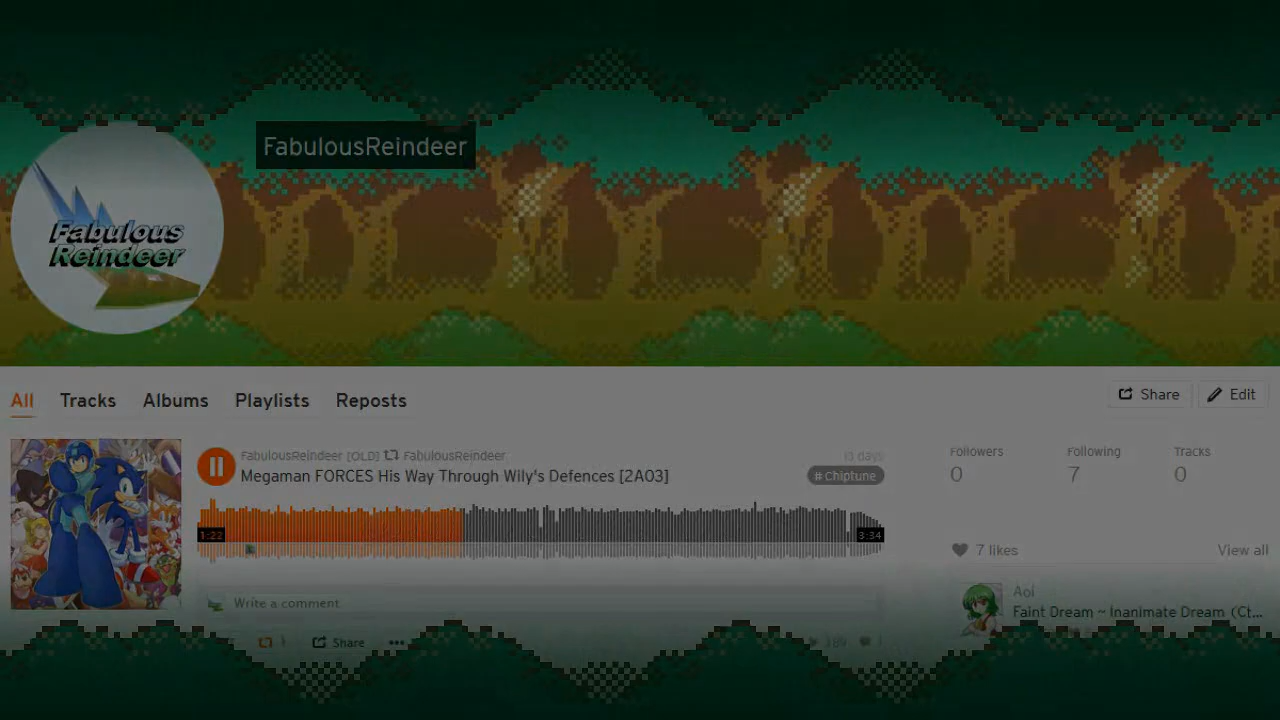 FabulousReindeer
Fabulous
Reindeer
All Tracks Albums Playlists Reposts
Share Edit
FabulousReindeer [OLD] FabulousReindeer
13 days
Megaman FORCES His Way Through Wily's Defences [2A03]
# Chiptune
1:22
3:34
Write a comment
Share •••
Followers Following Tracks
0 7 0
7 likes View all
Aoi
Faint Dream ~ Inanimate Dream (Ct...